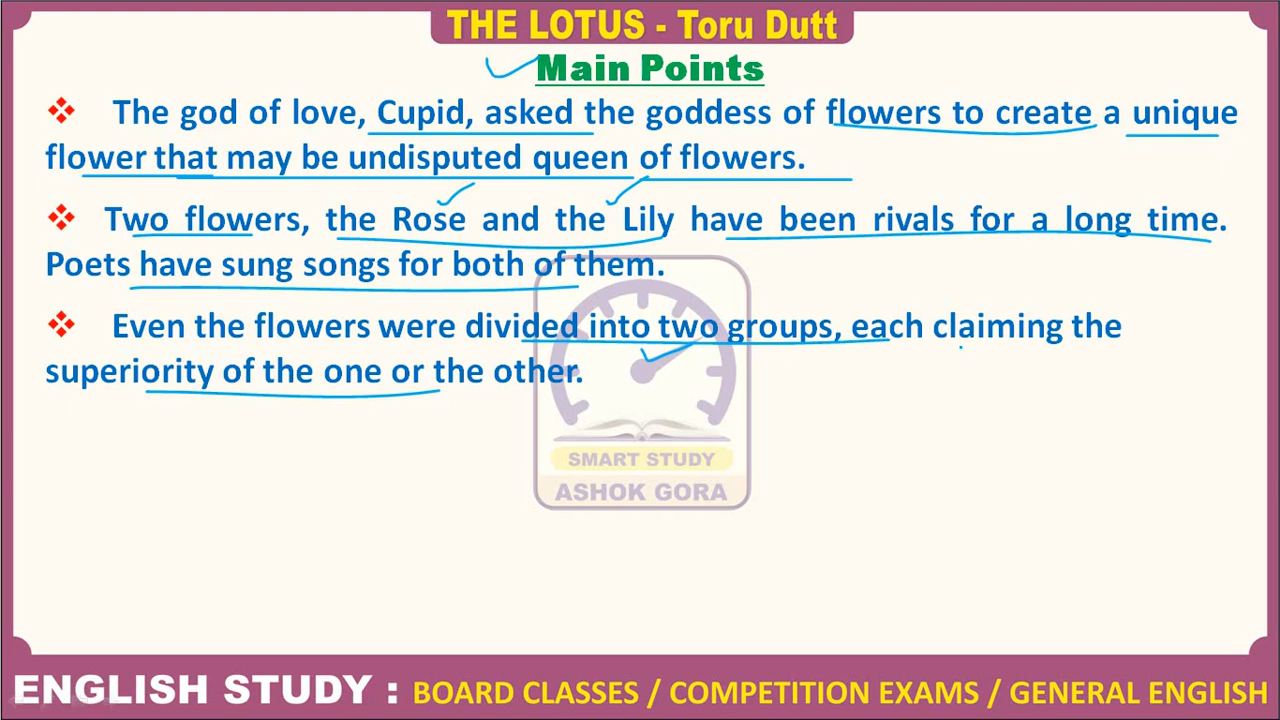 THE LOTUS - Toru Dutt
Main Points
The god of love, Cupid, asked the goddess of flowers to create a unique
flower that may be undisputed queen of flowers.
Two flowers, the Rose and the Lily have been rivals for a long time.
Poets have sung songs for both of them.
Even the flowers were divided into two groups, each claiming the
superiority of the one or the other.
SMART STUDY
ASHOK GORA
ENGLISH STUDY : BOARD CLASSES / COMPETITION EXAMS / GENERAL ENGLISH